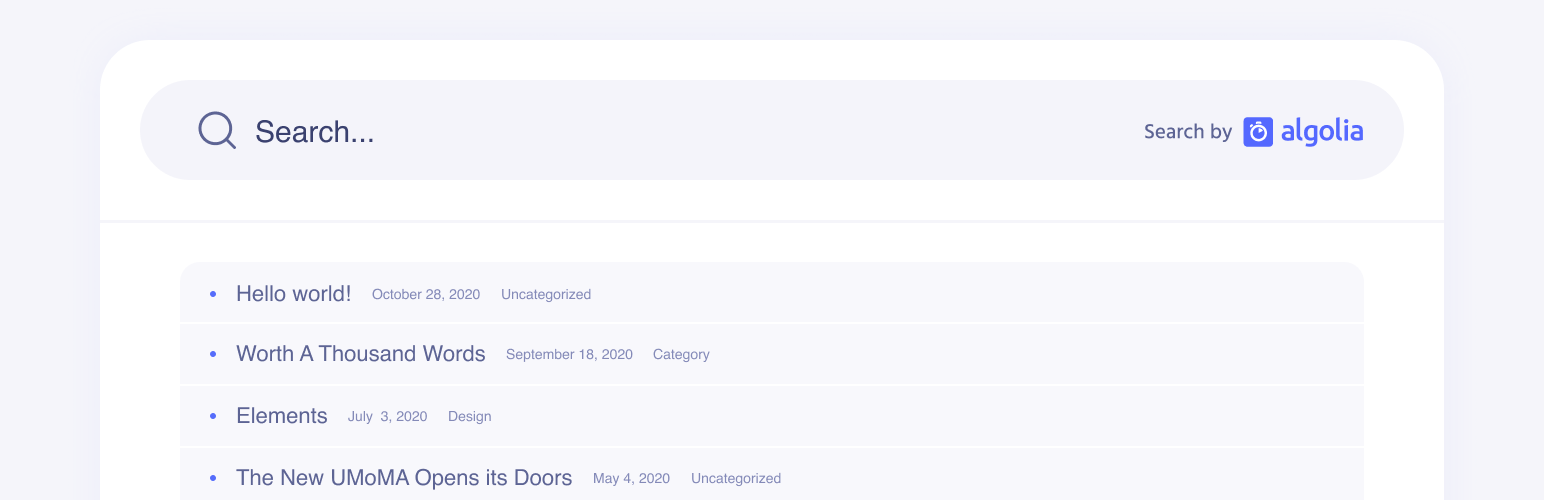 Search... Search by algolia
Hello world! October 28, 2020 Uncategorized
Worth A Thousand Words September 18, 2020 Category
Elements July  3, 2020 Design
The New UMoMA Opens its Doors May 4, 2020 Uncategorized